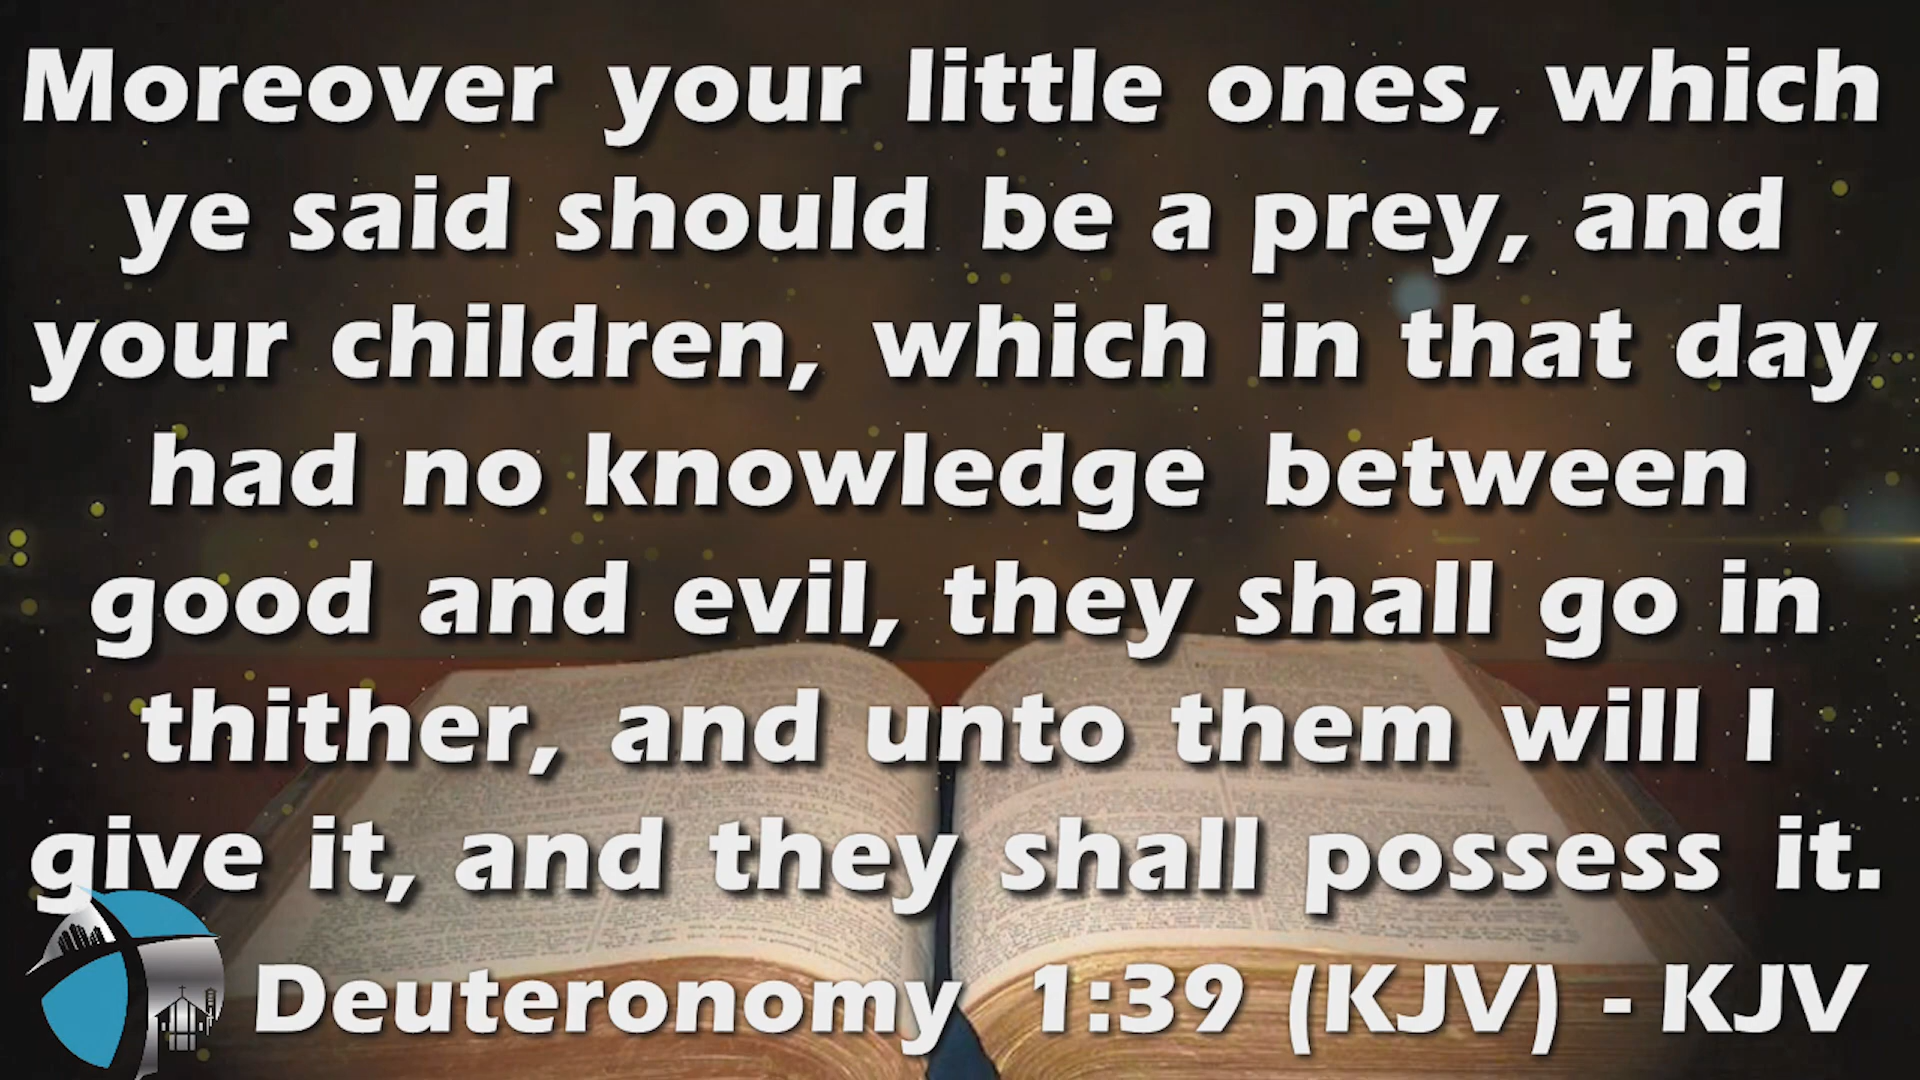 Moreover your little ones, which
ye said should be a prey, and
your children, which in that day
had no knowledge between
good and evil, they shall go in
thither, and unto them will I
give it, and they shall possess it.
Deuteronomy 1:39 (KJV) - KJV